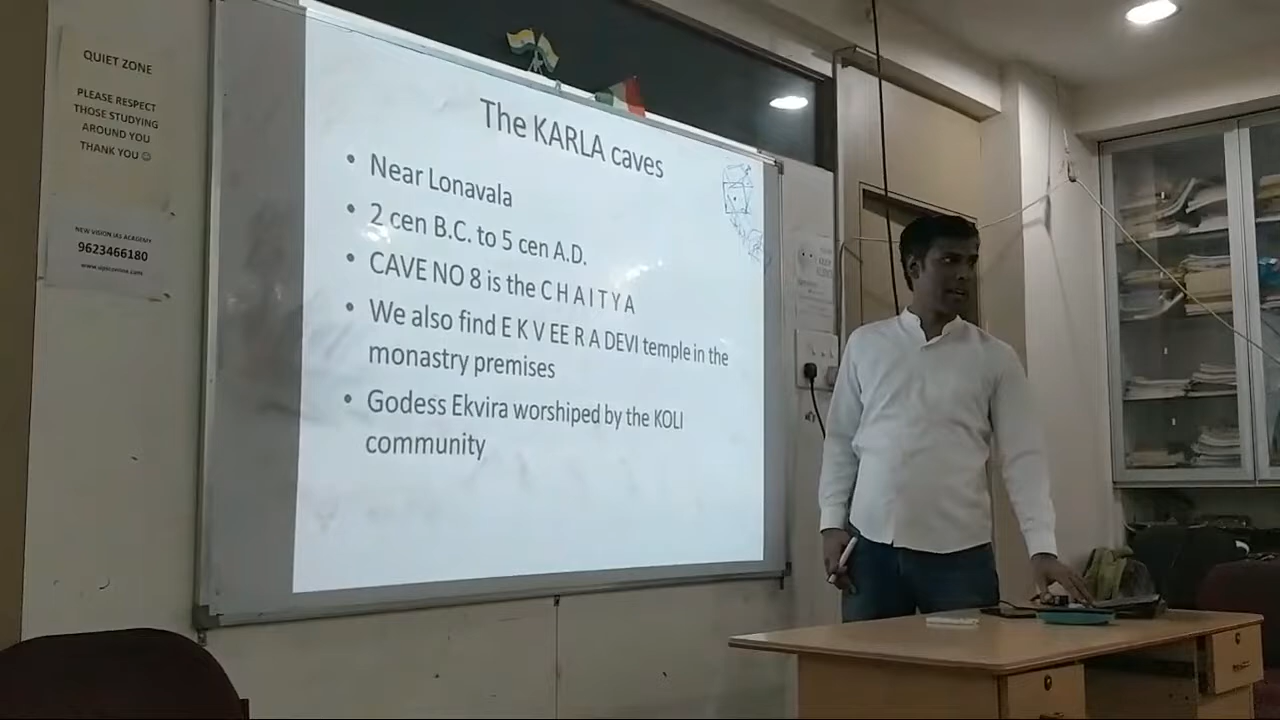 QUIET ZONE
PLEASE RESPECT
THOSE STUDYING
AROUND YOU
THANK YOU ☺
NEW VISION IAS ACADEMY
9623466180
The KARLA caves
• Near Lonavala
• 2 cen B.C. to 5 cen A.D.
• CAVE NO 8 is the C H A I T Y A
• We also find E K V EE R A DEVI temple in the
monastry premises
• Godess Ekvira worshiped by the KOLI
community